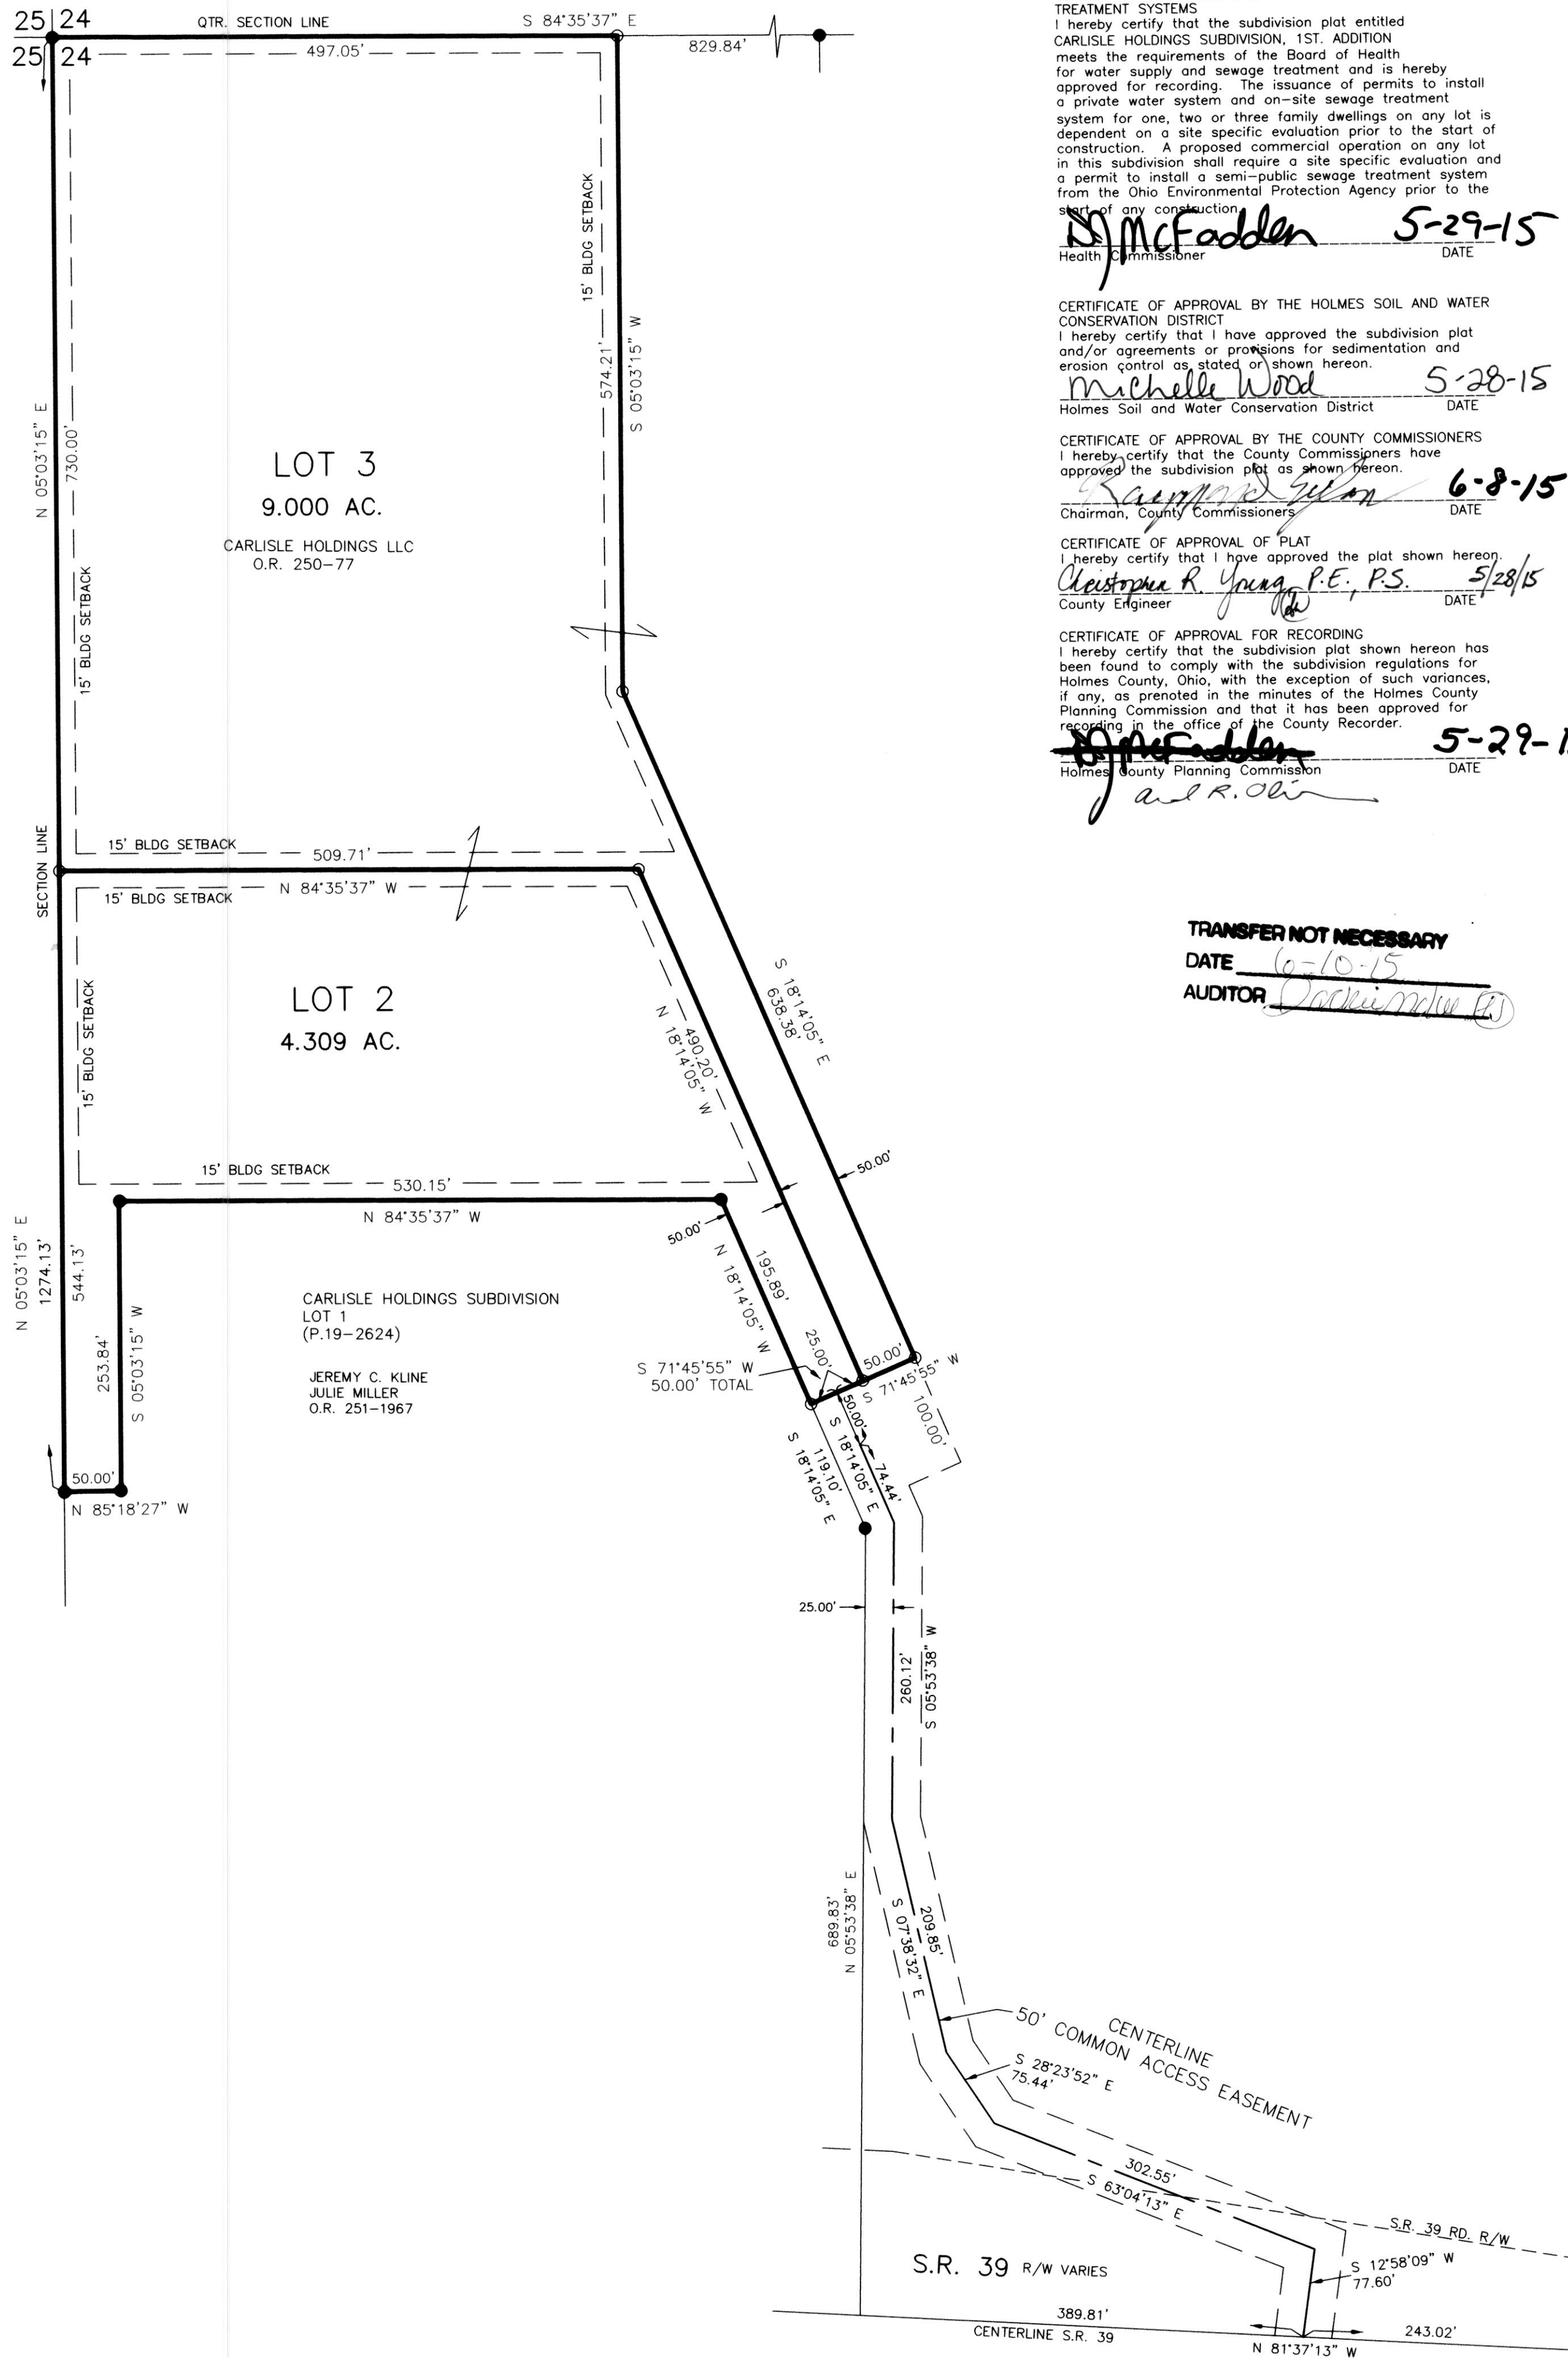 25 24
QTR. SECTION LINE
S 84°35'37" E
25 24
497.05'
829.84'
15' BLDG SETBACK
574.21'
S 05°03'15" W
N 05°03'15" E
730.00'
LOT 3
9.000 AC.
CARLISLE HOLDINGS LLC
O.R. 250-77
15' BLDG SETBACK
SECTION LINE
15' BLDG SETBACK
509.71'
N 84°35'37" W
15' BLDG SETBACK
LOT 2
4.309 AC.
15' BLDG SETBACK
490.20'
N 18°14'05" W
S 18°14'05" E
638.38'
50.00'
15' BLDG SETBACK
530.15'
N 84°35'37" W
50.00'
N 05°03'15" E
1274.13'
544.13'
253.84'
S 05°03'15" W
CARLISLE HOLDINGS SUBDIVISION
LOT 1
(P.19-2624)
JEREMY C. KLINE
JULIE MILLER
O.R. 251-1967
195.89'
N 18°14'05" W
25.00'
S 71°45'55" W
50.00' TOTAL
50.00'
S 71°45'55" W
50.00'
100.00'
50.00'
N 85°18'27" W
S 18°14'05" E
74.44'
119.10'
S 18°14'05" E
25.00'
260.12'
S 05°53'38" W
689.83'
N 05°53'38" E
209.85'
S 07°38'32" E
CENTERLINE
50' COMMON ACCESS EASEMENT
S 28°23'52" E
75.44'
302.55'
S 63°04'13" E
S.R. 39 RD. R/W
S.R. 39 R/W VARIES
S 12°58'09" W
77.60'
389.81'
CENTERLINE S.R. 39
243.02'
N 81°37'13" W
TREATMENT SYSTEMS
I hereby certify that the subdivision plat entitled
CARLISLE HOLDINGS SUBDIVISION, 1ST. ADDITION
meets the requirements of the Board of Health
for water supply and sewage treatment and is hereby
approved for recording. The issuance of permits to install
a private water system and on-site sewage treatment
system for one, two or three family dwellings on any lot is
dependent on a site specific evaluation prior to the start of
construction. A proposed commercial operation on any lot
in this subdivision shall require a site specific evaluation and
a permit to install a semi-public sewage treatment system
from the Ohio Environmental Protection Agency prior to the
start of any construction.
DJ McFadden 5-29-15
Health Commissioner DATE
CERTIFICATE OF APPROVAL BY THE HOLMES SOIL AND WATER
CONSERVATION DISTRICT
I hereby certify that I have approved the subdivision plat
and/or agreements or provisions for sedimentation and
erosion control as stated or shown hereon.
Michelle Wood 5-28-15
Holmes Soil and Water Conservation District DATE
CERTIFICATE OF APPROVAL BY THE COUNTY COMMISSIONERS
I hereby certify that the County Commissioners have
approved the subdivision plat as shown hereon.
Raymond 6-8-15
Chairman, County Commissioners DATE
CERTIFICATE OF APPROVAL OF PLAT
I hereby certify that I have approved the plat shown hereon.
Christopher R. Young, P.E., P.S. 5/28/15
County Engineer DATE
CERTIFICATE OF APPROVAL FOR RECORDING
I hereby certify that the subdivision plat shown hereon has
been found to comply with the subdivision regulations for
Holmes County, Ohio, with the exception of such variances,
if any, as prenoted in the minutes of the Holmes County
Planning Commission and that it has been approved for
recording in the office of the County Recorder.
DJ McFadden 5-29-1
Holmes County Planning Commission DATE
TRANSFER NOT NECESSARY
DATE 6-10-15
AUDITOR